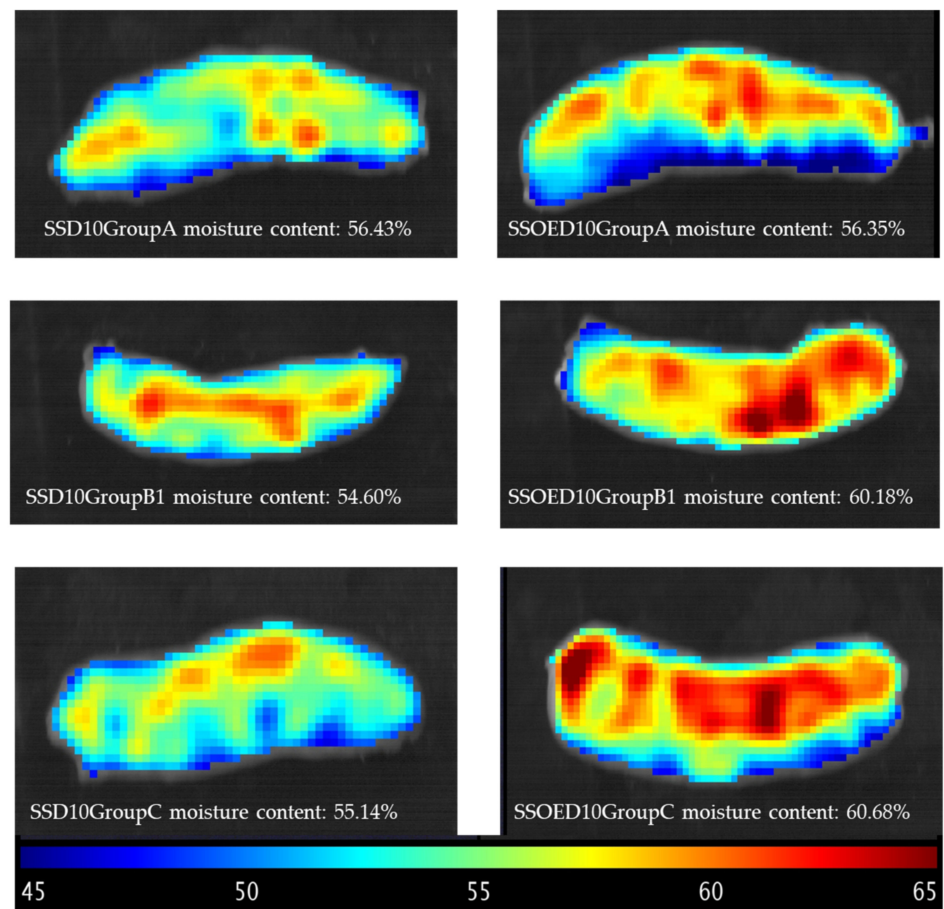 SSD10GroupA moisture content: 56.43%
SSOED10GroupA moisture content: 56.35%
SSD10GroupB1 moisture content: 54.60%
SSOED10GroupB1 moisture content: 60.18%
SSD10GroupC moisture content: 55.14%
SSOED10GroupC moisture content: 60.68%
45 50 55 60 65